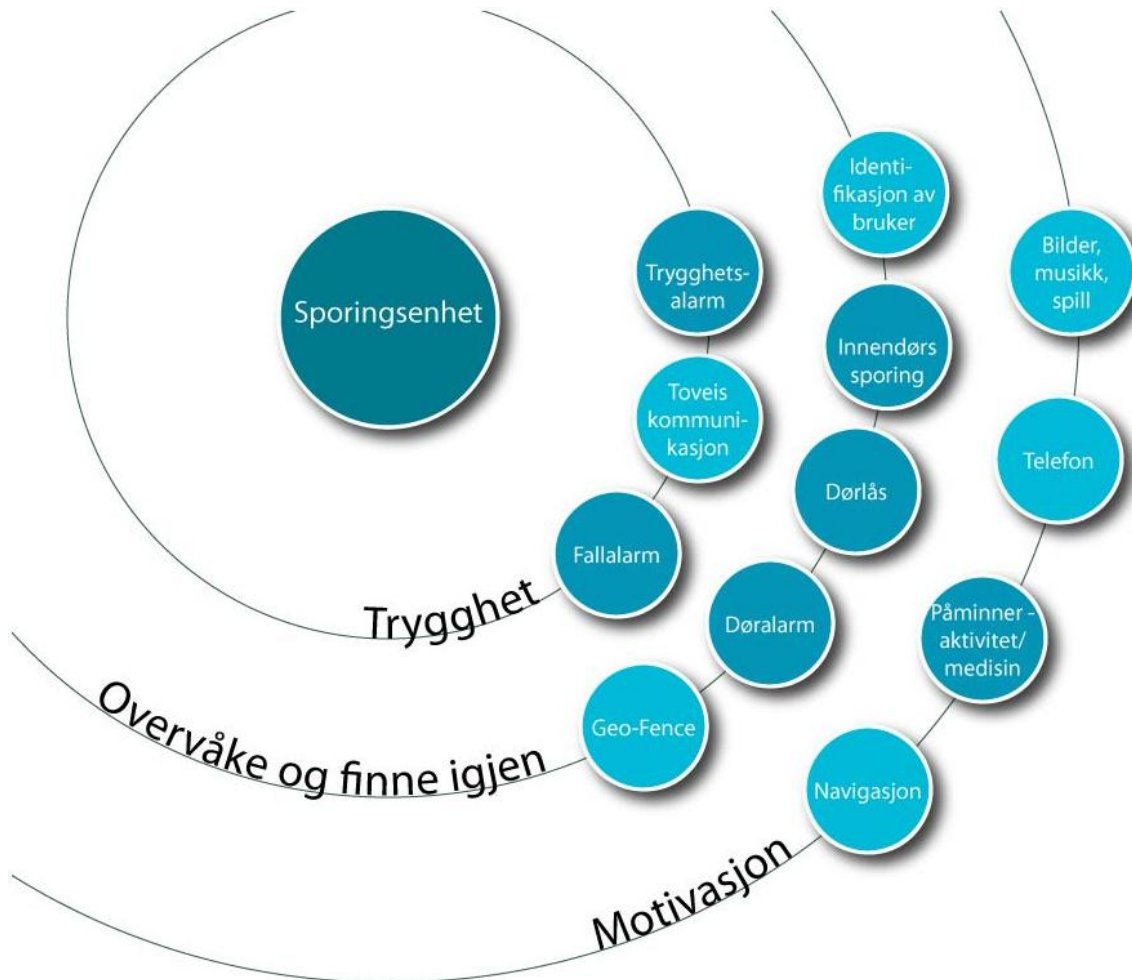 Sporingsenhet
Trygghets-
alarm
Toveis
kommuni-
kasjon
Fallalarm
Trygghet
Identi-
fikasjon av
bruker
Innendørs
sporing
Dørlås
Døralarm
Geo-Fence
Overvåke og finne igjen
Bilder,
musikk,
spill
Telefon
Påminner -
aktivitet/
medisin
Navigasjon
Motivasjon